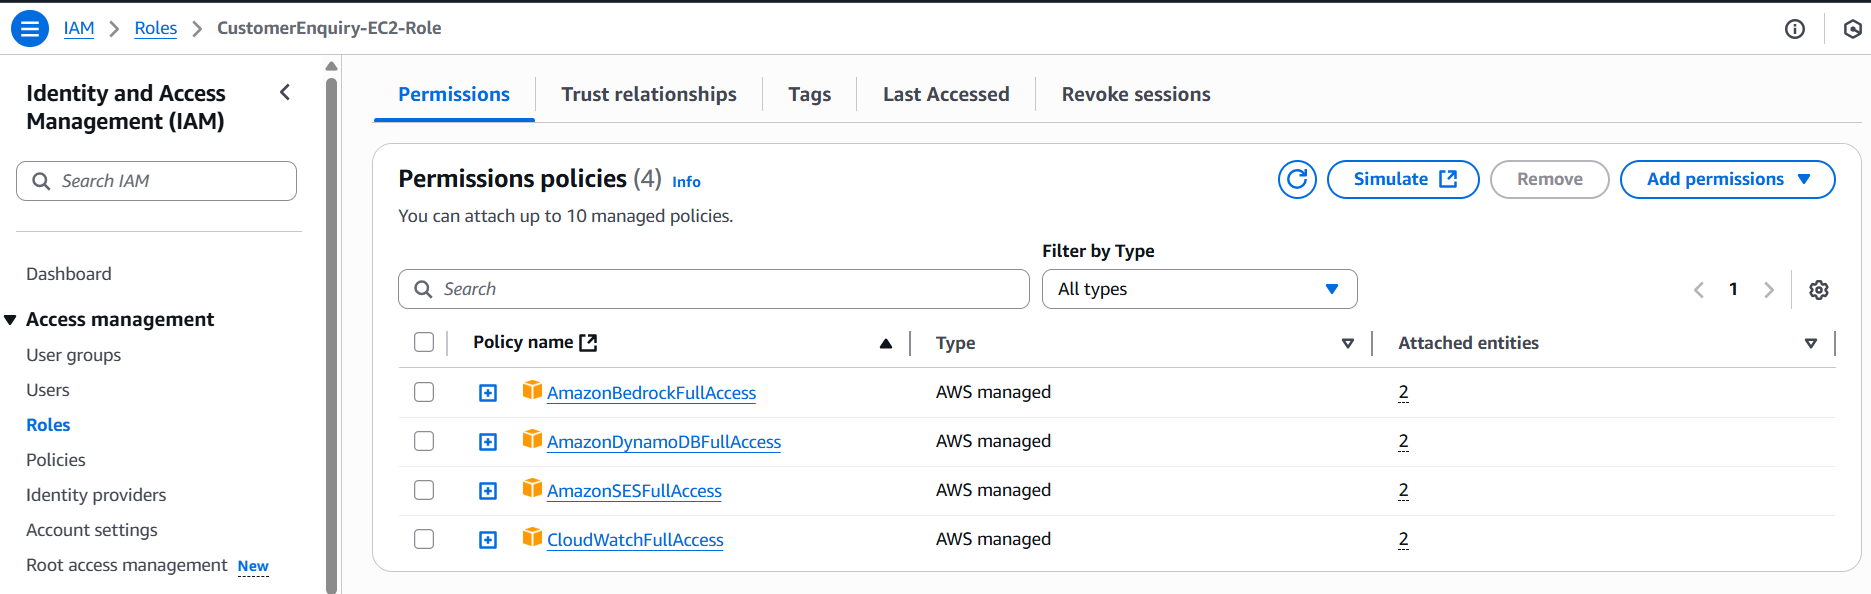 IAM > Roles > CustomerEnquiry-EC2-Role
Identity and Access
Management (IAM)
Search IAM
Dashboard
Access management
User groups
Users
Roles
Policies
Identity providers
Account settings
Root access management New
Permissions Trust relationships Tags Last Accessed Revoke sessions
Permissions policies (4) Info
Simulate Remove Add permissions
You can attach up to 10 managed policies.
Filter by Type
Search All types 1
Policy name Type Attached entities
AmazonBedrockFullAccess AWS managed 2
AmazonDynamoDBFullAccess AWS managed 2
AmazonSESFullAccess AWS managed 2
CloudWatchFullAccess AWS managed 2